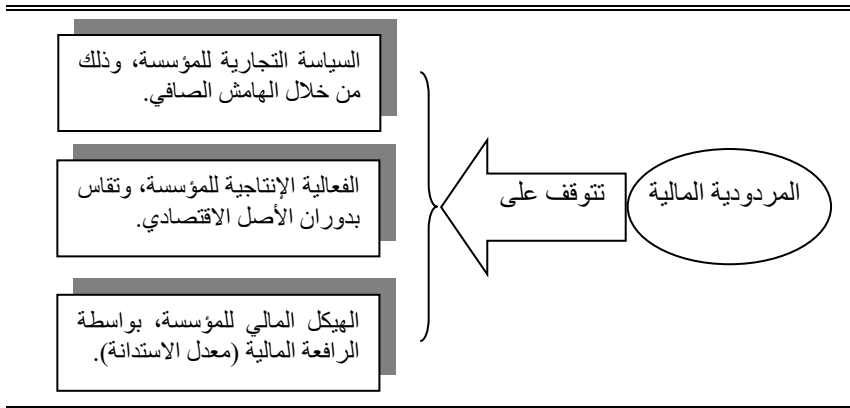 المردودية المالية
تتوقف على
السياسة التجارية للمؤسسة، وذلك
من خلال الهامش الصافي.
الفعالية الإنتاجية للمؤسسة، وتقاس
بدوران الأصل الاقتصادي.
الهيكل المالي للمؤسسة، بواسطة
الرافعة المالية (معدل الاستدانة).